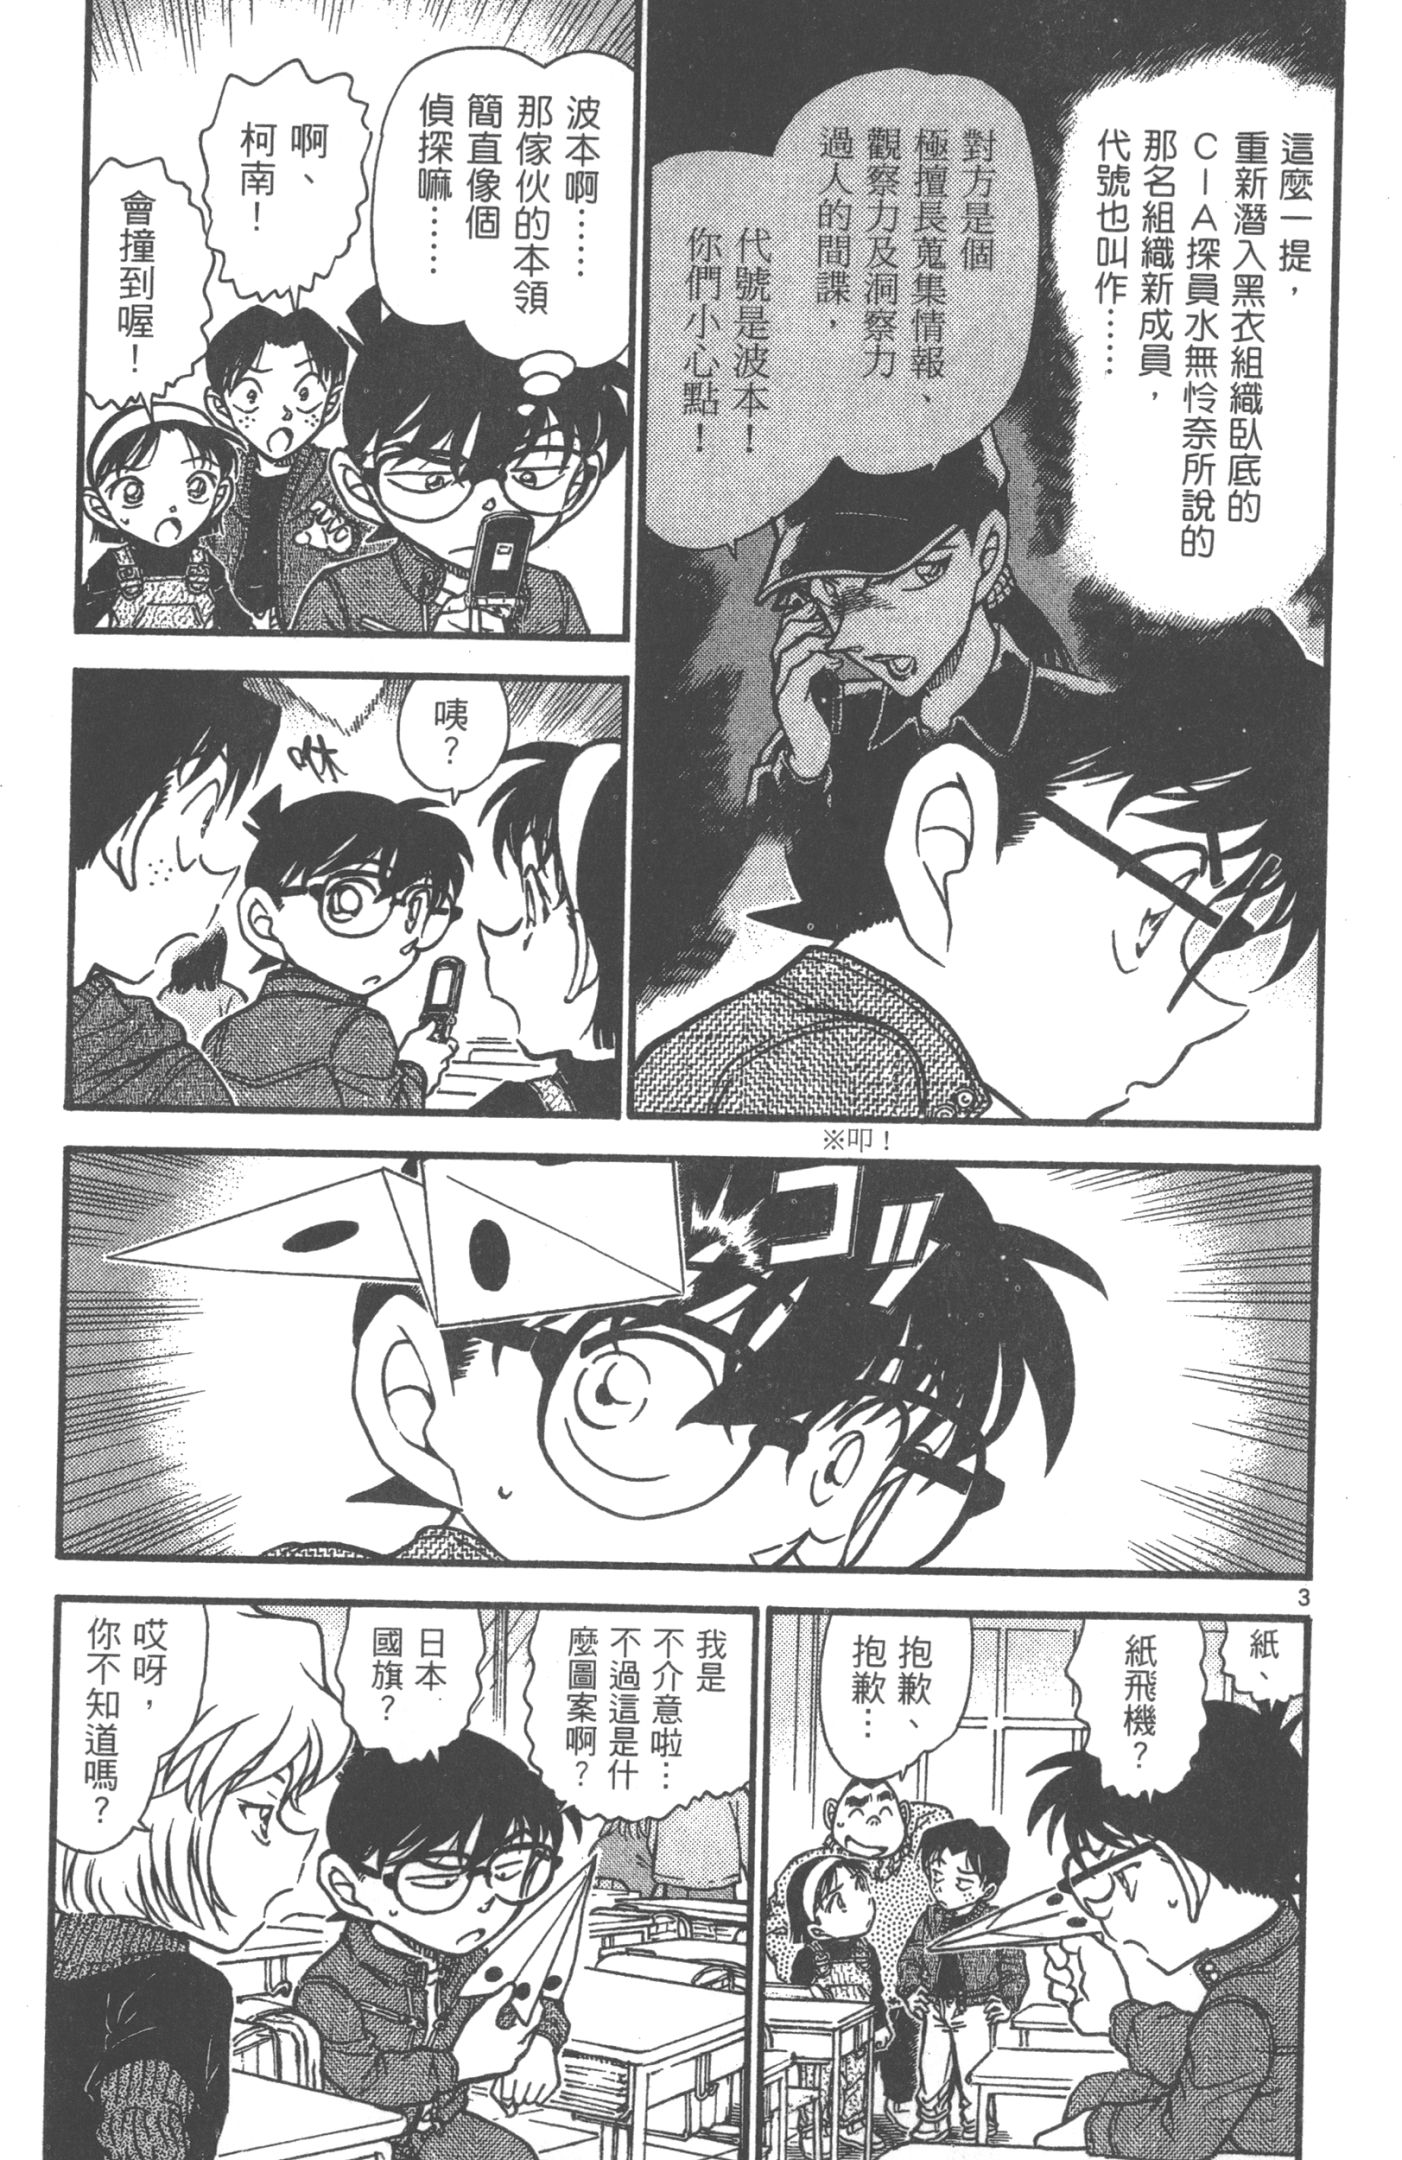 這麼一提，
重新潛入黑衣組織臥底的
CIA探員水無怜奈所說的
那名組織新成員，
代號也叫作……
對方是個
極擅長蒐集情報、
觀察力及洞察力
過人的間諜，
代號是波本！
你們小心點！
波本啊……
那傢伙的本領
簡直像個
偵探嘛……
啊、
柯南！
會撞到喔！
咦？
咻
※叩！
コッ
3
紙、
紙飛機？
抱歉、
抱歉…
我是
不介意啦…
不過這是什
麼圖案啊？
日本
國旗？
哎呀，
你不知道嗎？